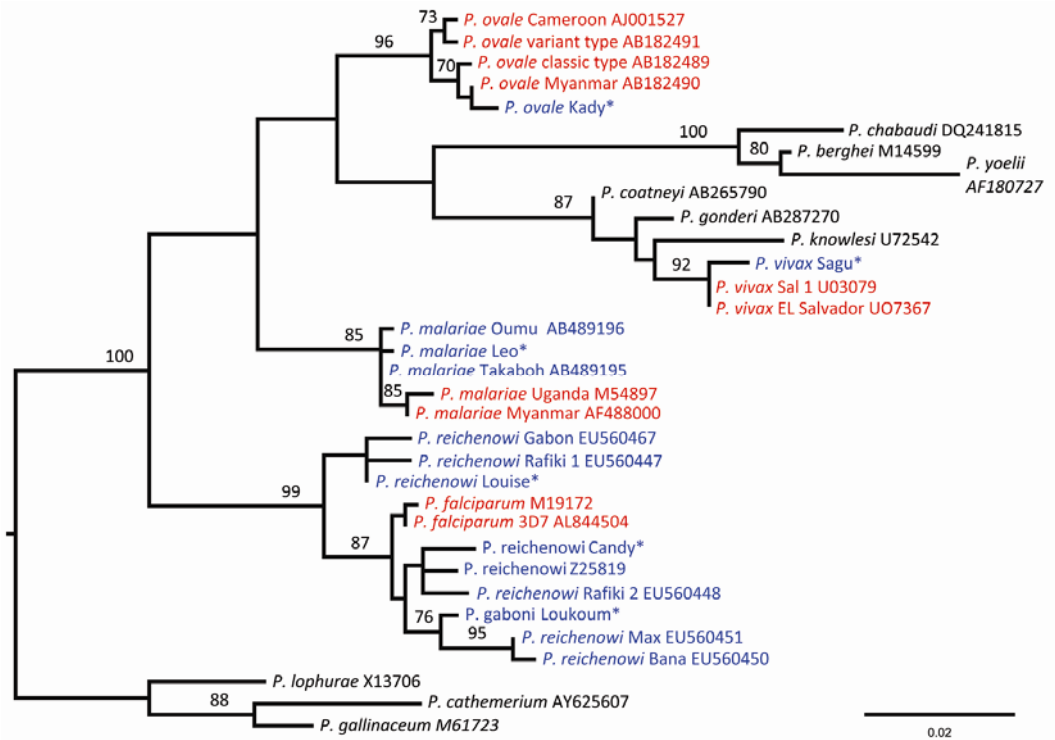 73
P. ovale Cameroon AJ001527
96
P. ovale variant type AB182491
70
P. ovale classic type AB182489
P. ovale Myanmar AB182490
P. ovale Kady*
100
P. chabaudi DQ241815
80
P. berghei M14599
P. yoelii
AF180727
87
P. coatneyi AB265790
P. gonderi AB287270
P. knowlesi U72542
92
P. vivax Sagu*
P. vivax Sal 1 U03079
P. vivax EL Salvador UO7367
85
P. malariae Oumu AB489196
P. malariae Leo*
100
P. malariae Takaboh AB489195
85
P. malariae Uganda M54897
P. malariae Myanmar AF488000
P. reichenowi Gabon EU560467
P. reichenowi Rafiki 1 EU560447
P. reichenowi Louise*
99
P. falciparum M19172
P. falciparum 3D7 AL844504
87
P. reichenowi Candy*
P. reichenowi Z25819
P. reichenowi Rafiki 2 EU560448
76
P. gaboni Loukoum*
95
P. reichenowi Max EU560451
P. reichenowi Bana EU560450
P. lophurae X13706
88
P. cathemerium AY625607
P. gallinaceum M61723
0.02